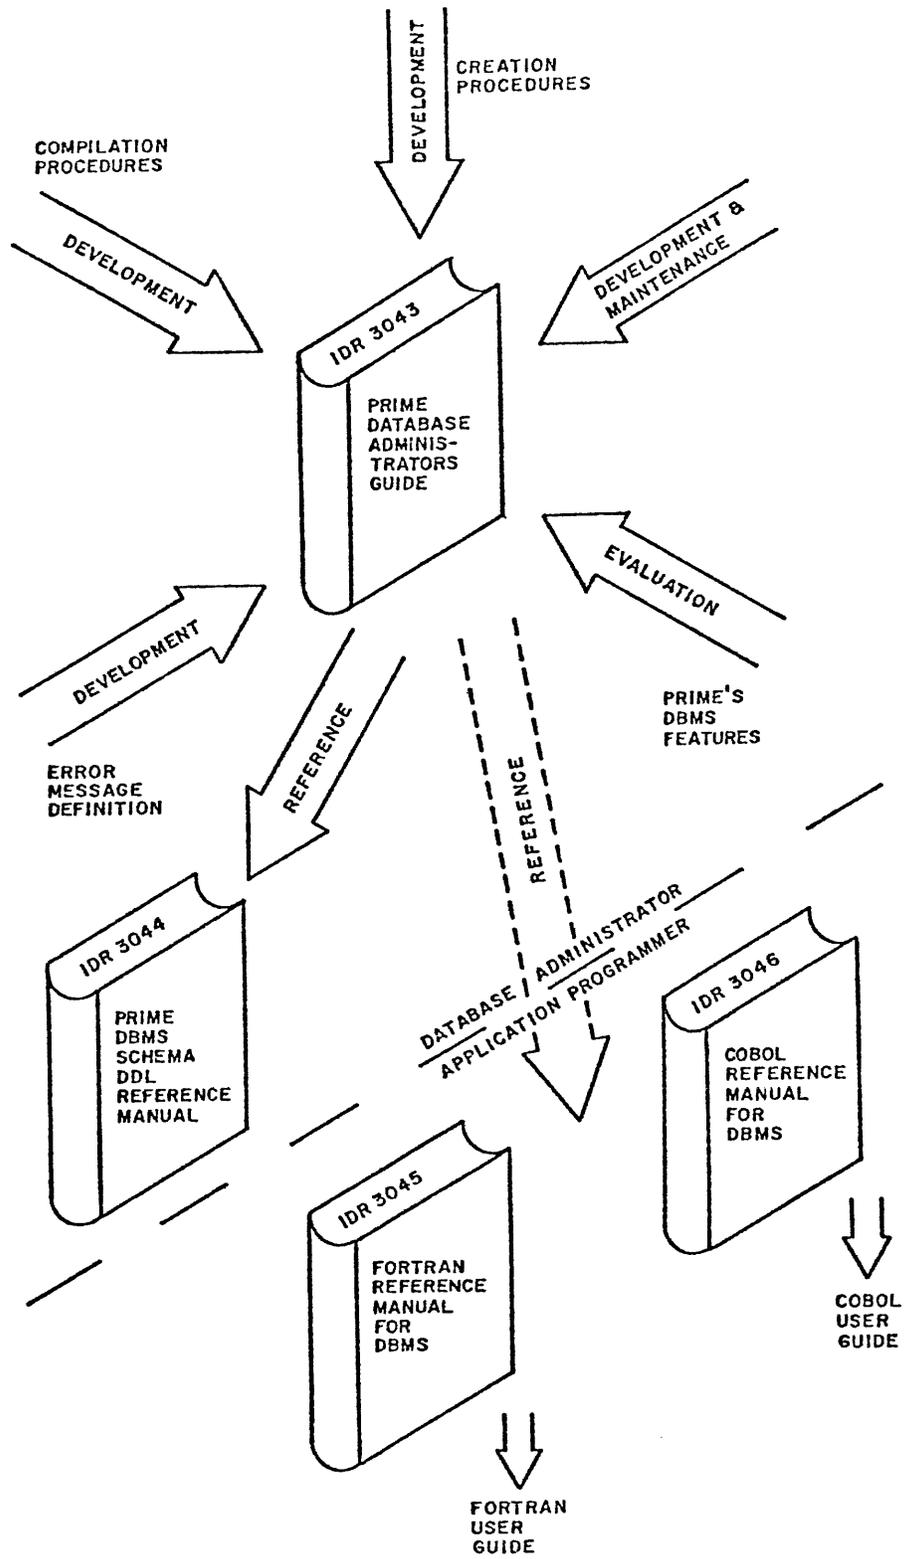 DEVELOPMENT
CREATION
PROCEDURES
COMPILATION
PROCEDURES
DEVELOPMENT
DEVELOPMENT &
MAINTENANCE
IDR 3043
PRIME
DATABASE
ADMINIS-
TRATORS
GUIDE
EVALUATION
PRIME'S
DBMS
FEATURES
DEVELOPMENT
ERROR
MESSAGE
DEFINITION
REFERENCE
REFERENCE
DATABASE ADMINISTRATOR
APPLICATION PROGRAMMER
IDR 3044
PRIME
DBMS
SCHEMA
DDL
REFERENCE
MANUAL
IDR 3046
COBOL
REFERENCE
MANUAL
FOR
DBMS
COBOL
USER
GUIDE
IDR 3045
FORTRAN
REFERENCE
MANUAL
FOR
DBMS
FORTRAN
USER
GUIDE